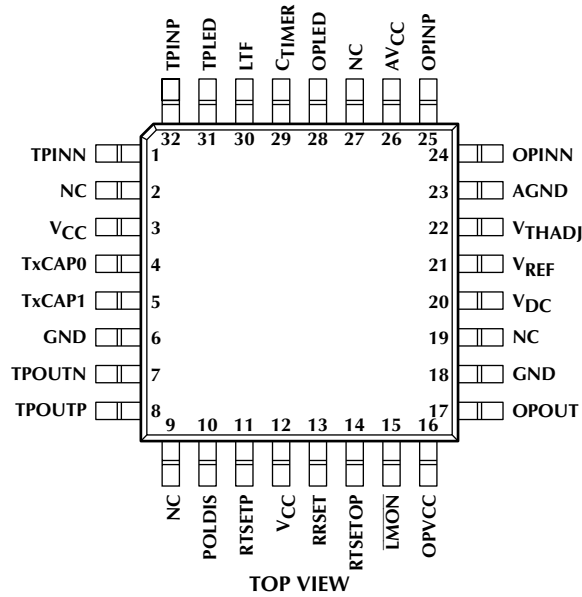 TPINP TPLED LTF CTIMER OPLED NC AVCC OPINP
32 31 30 29 28 27 26 25
TPINN 1 24 OPINN
NC 2 23 AGND
VCC 3 22 VTHADJ
TxCAP0 4 21 VREF
TxCAP1 5 20 VDC
GND 6 19 NC
TPOUTN 7 18 GND
TPOUTP 8 17 OPOUT
9 10 11 12 13 14 15 16
NC POLDIS RTSETP VCC RRSET RTSETOP LMON OPVCC
TOP VIEW